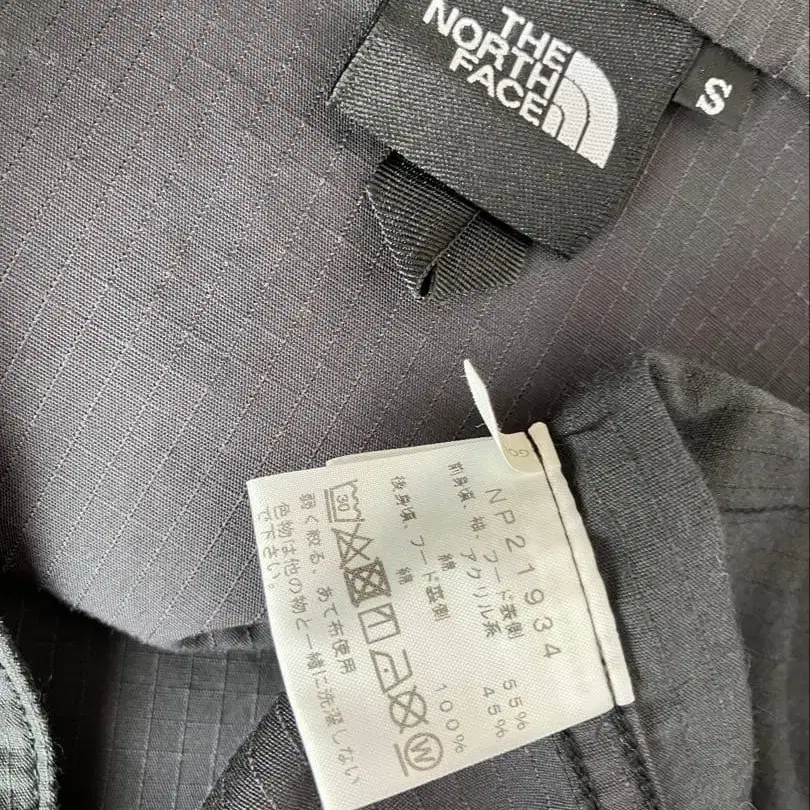 THE
NORTH
FACE
S
GO
NP21934
前身頃、袖、フード表側
綿 55%
アクリル系 45%
後身頃、フード裏側
綿 100%
30
W
弱く絞る、あて布使用
色物は他の物と一緒に洗濯しない
で下さい。